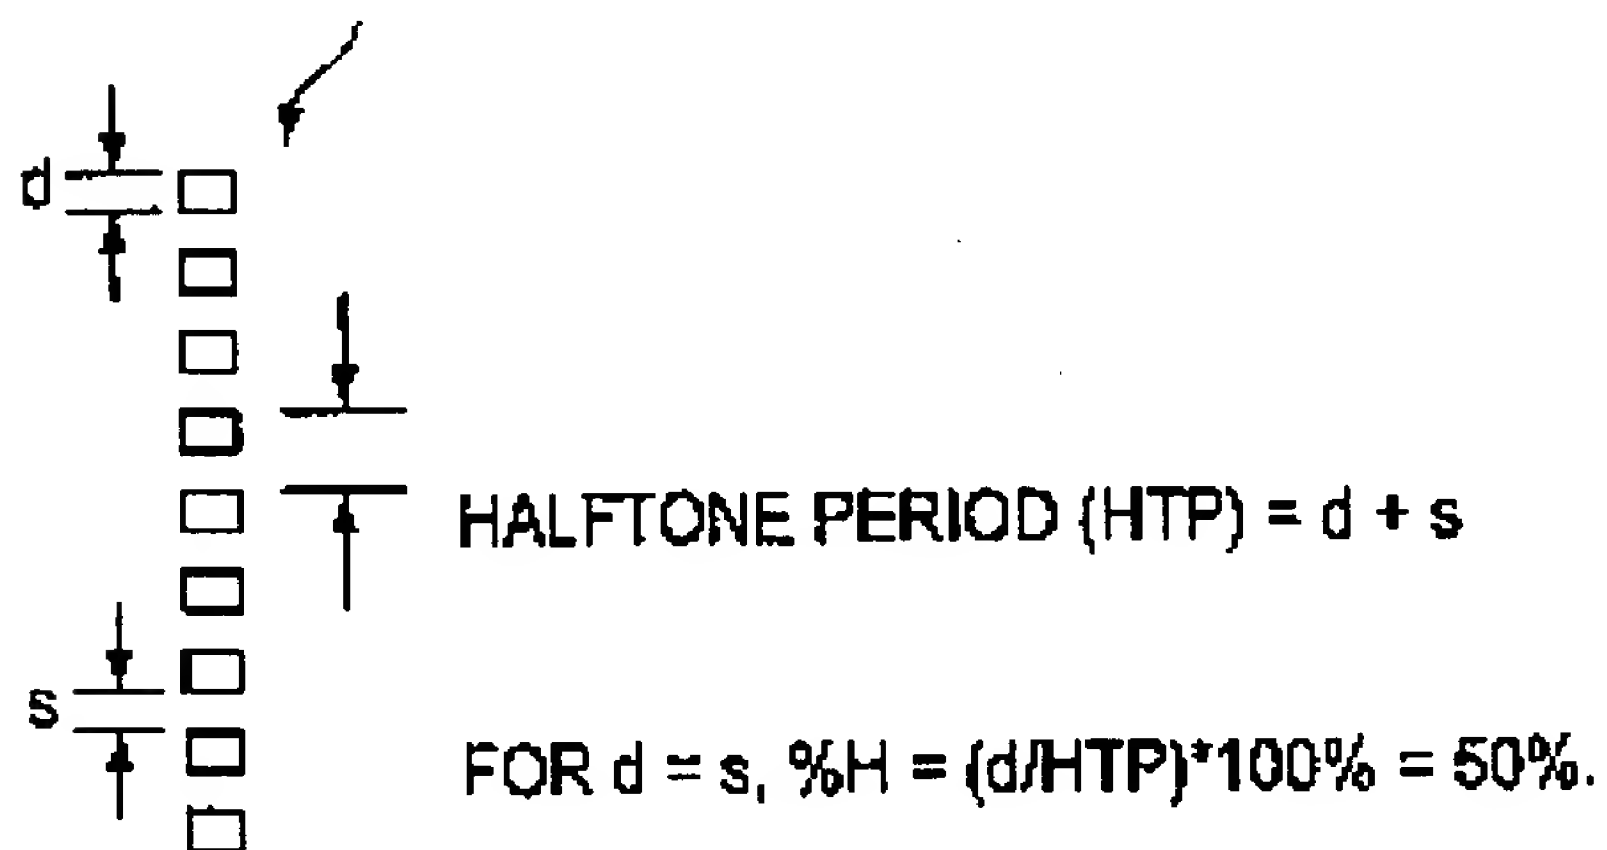 d
HALFTONE PERIOD (HTP) = d + s
s
FOR d = s, %H = (d/HTP)*100% = 50%.